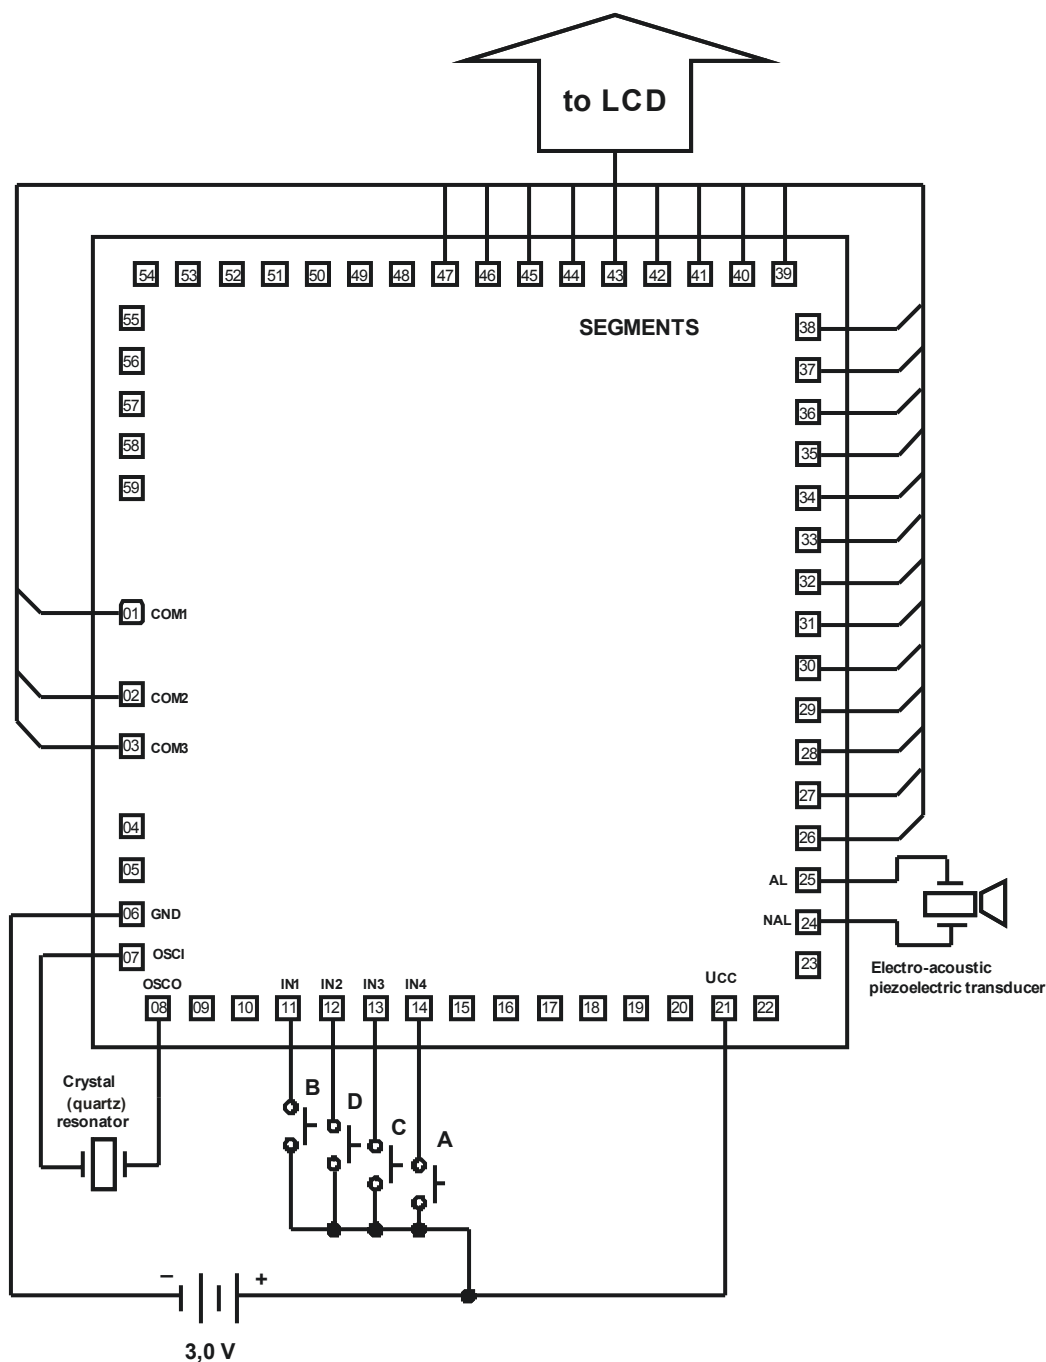 to LCD
54 53 52 51 50 49 48 47 46 45 44 43 42 41 40 39
SEGMENTS
55
56
57
58
59
38
37
36
35
34
33
32
31
30
29
28
27
26
01 COM1
02 COM2
03 COM3
04
05
06 GND
07 OSCI
AL 25
NAL 24
23
Electro-acoustic
piezoelectric transducer
OSCO IN1 IN2 IN3 IN4 UCC
08 09 10 11 12 13 14 15 16 17 18 19 20 21 22
Crystal
(quartz)
resonator
B
D
C
A
– +
3,0 V